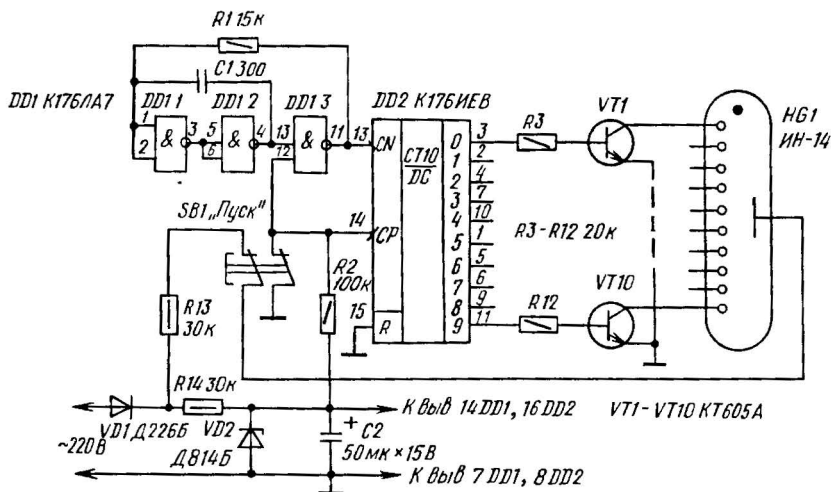 R1 15к
C1 300
DD1 К176ЛА7
DD1 1
DD1 2
DD1 3
DD2 К176ИЕ8
VT1
HG1
ИН-14
1
2
&
3
5
6
&
4
13
12
&
11
13
CN
CT10
DC
0
3
1
2
2
4
3
7
4
10
5
1
6
5
7
6
8
9
9
11
R3
R3-R12 20к
SB1 „Пуск"
14
CP
R2
100к
15
R
R13
30к
R12
VT10
R14 30к
К выв 14 DD1, 16 DD2
VT1-VT10 КТ605А
VD1 Д226Б
VD2
+
C2
~220В
Д814Б
50мк × 15В
К выв 7 DD1, 8 DD2